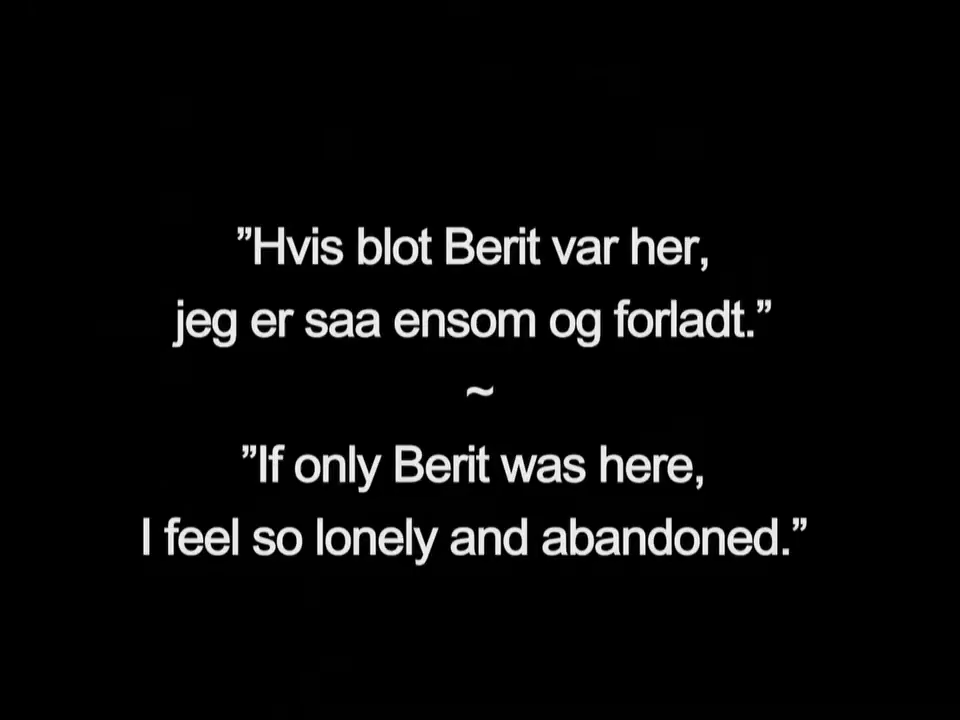 ”Hvis blot Berit var her,
jeg er saa ensom og forladt.”
~
”If only Berit was here,
I feel so lonely and abandoned.”